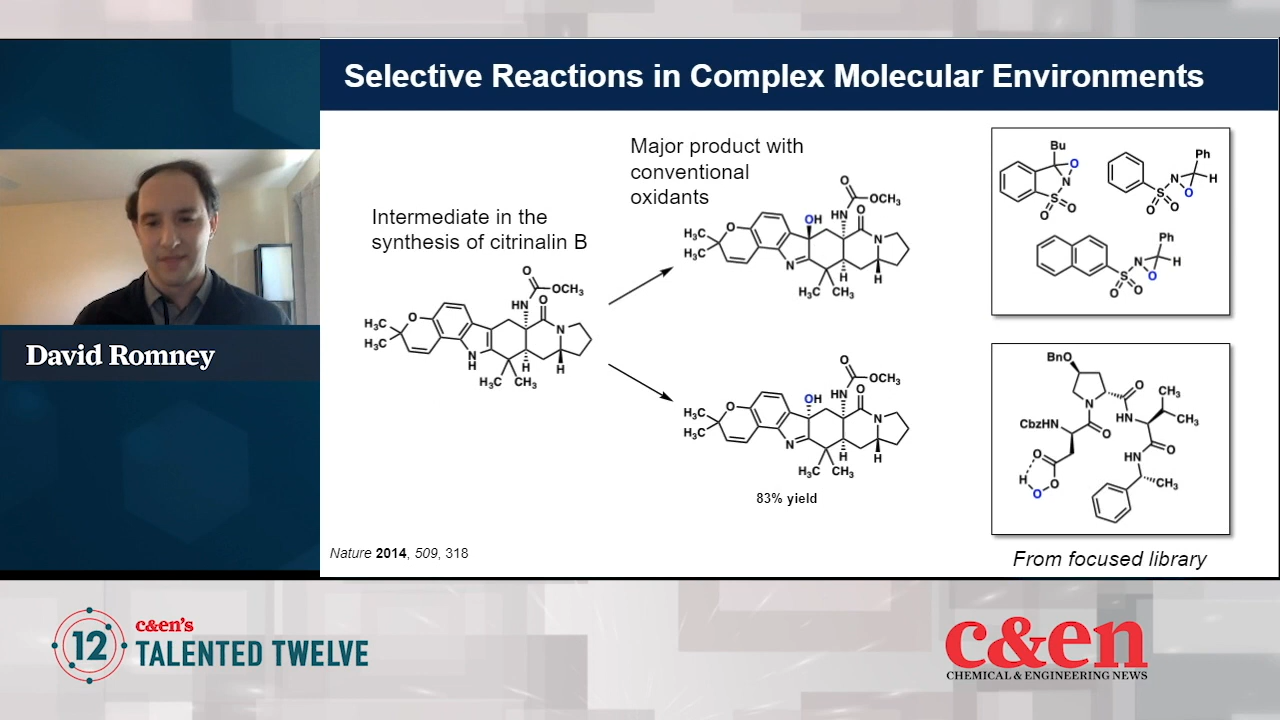 Selective Reactions in Complex Molecular Environments
David Romney
Intermediate in the
synthesis of citrinalin B
O
OCH3
HN
O
H3C
O
N
H3C
N
H
H
H
H3C
CH3
Major product with
conventional
oxidants
O
OCH3
HN
OH
O
H3C
O
N
H3C
N
H
H
H3C
CH3
O
OCH3
HN
OH
O
H3C
O
N
H3C
N
H
H
H3C
CH3
83% yield
Bu
O
N
S
O
O
Ph
N
H
S
O
O
O
Ph
N
H
S
O
O
O
BnO
O
CH3
N
HN
CH3
CbzHN
O
O
O
HN
H
O
O
CH3
From focused library
Nature 2014, 509, 318
12
c&en's
TALENTED TWELVE
c&en
CHEMICAL & ENGINEERING NEWS